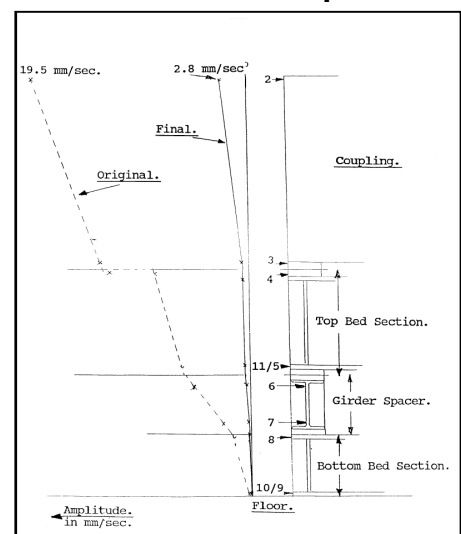 19.5 mm/sec.
2.8 mm/sec
2
Final.
Coupling.
Original.
3
4
Top Bed Section.
11/5
6
Girder Spacer.
7
8
Bottom Bed Section.
10/9
Floor.
Amplitude.
in mm/sec.